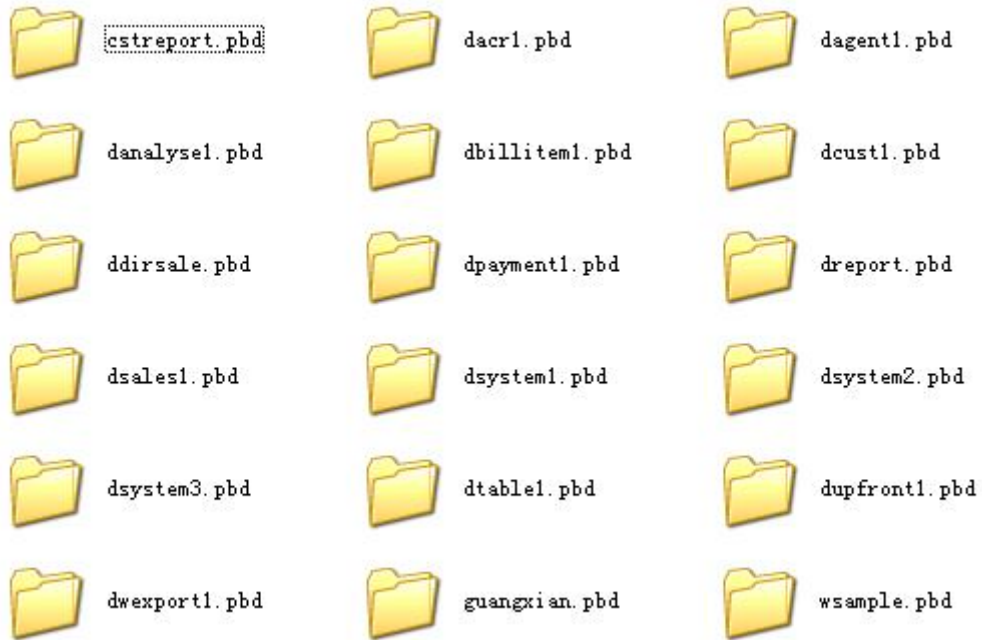 cstreport.pbd dacr1.pbd dagent1.pbd
danalyse1.pbd dbillitem1.pbd dcust1.pbd
ddirsale.pbd dpayment1.pbd dreport.pbd
dsales1.pbd dsystem1.pbd dsystem2.pbd
dsystem3.pbd dtable1.pbd dupfront1.pbd
dwexport1.pbd guangxian.pbd wsample.pbd